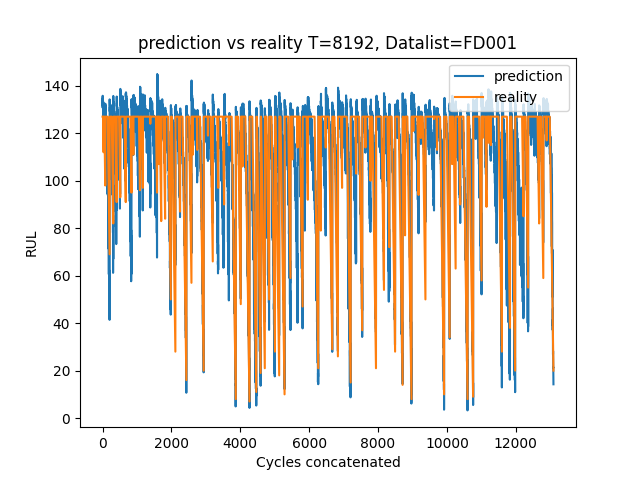 prediction vs reality T=8192, Datalist=FD001
prediction
reality
140
120
100
80
60
40
20
0
RUL
0 2000 4000 6000 8000 10000 12000
Cycles concatenated